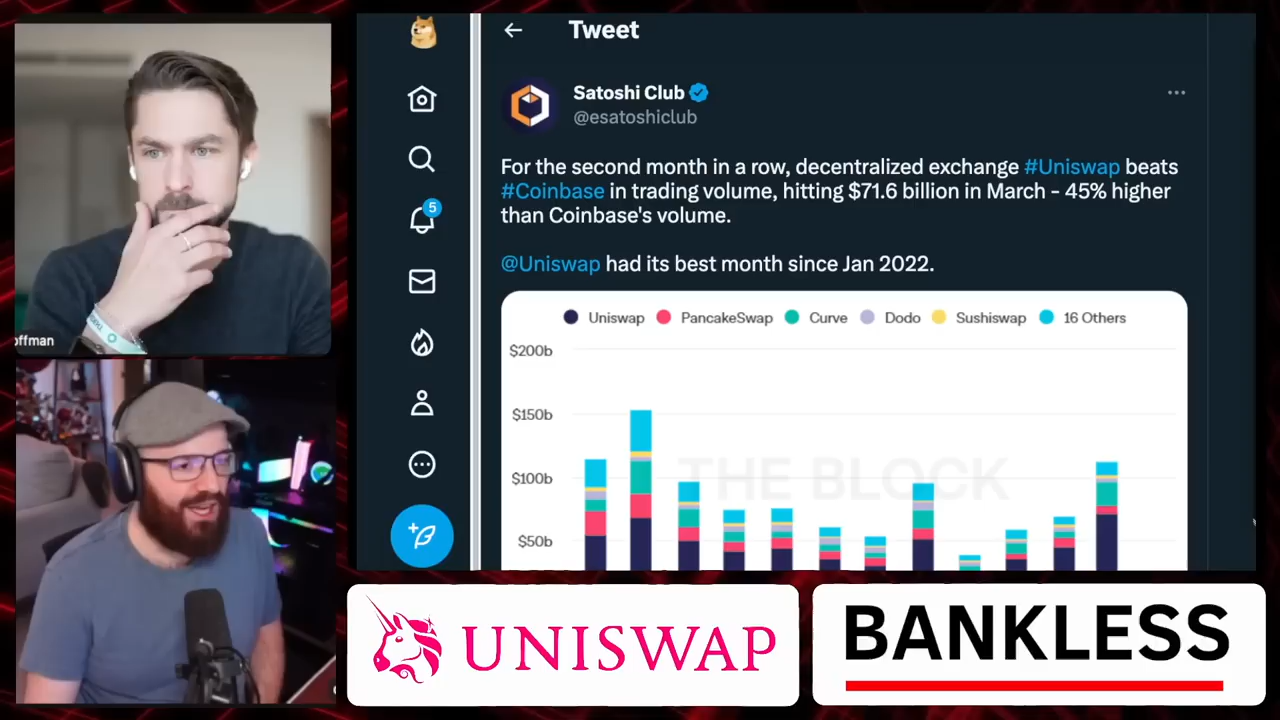 offman
Tweet
Satoshi Club
@esatoshiclub
5
For the second month in a row, decentralized exchange #Uniswap beats
#Coinbase in trading volume, hitting $71.6 billion in March - 45% higher
than Coinbase's volume.
@Uniswap had its best month since Jan 2022.
Uniswap PancakeSwap Curve Dodo Sushiswap 16 Others
$200b
$150b
$100b
$50b
THE BLOCK
UNISWAP
BANKLESS